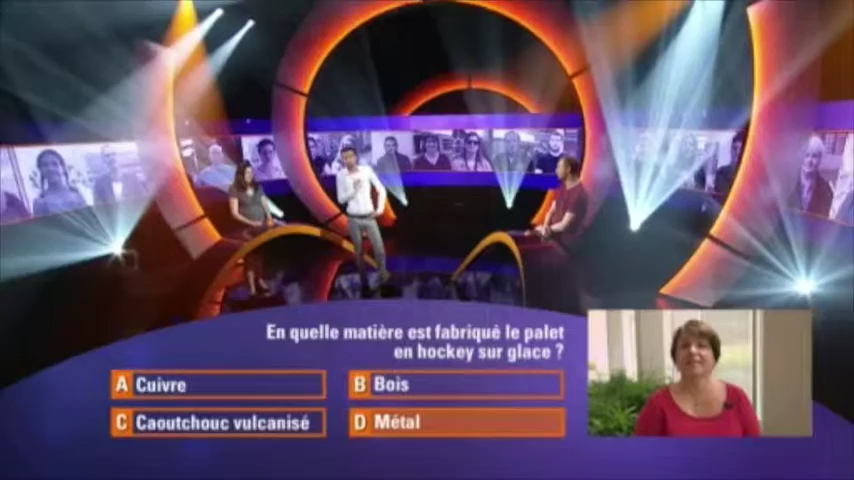 En quelle matière est fabriqué le palet
en hockey sur glace ?
A Cuivre
B Bois
C Caoutchouc vulcanisé
D Métal